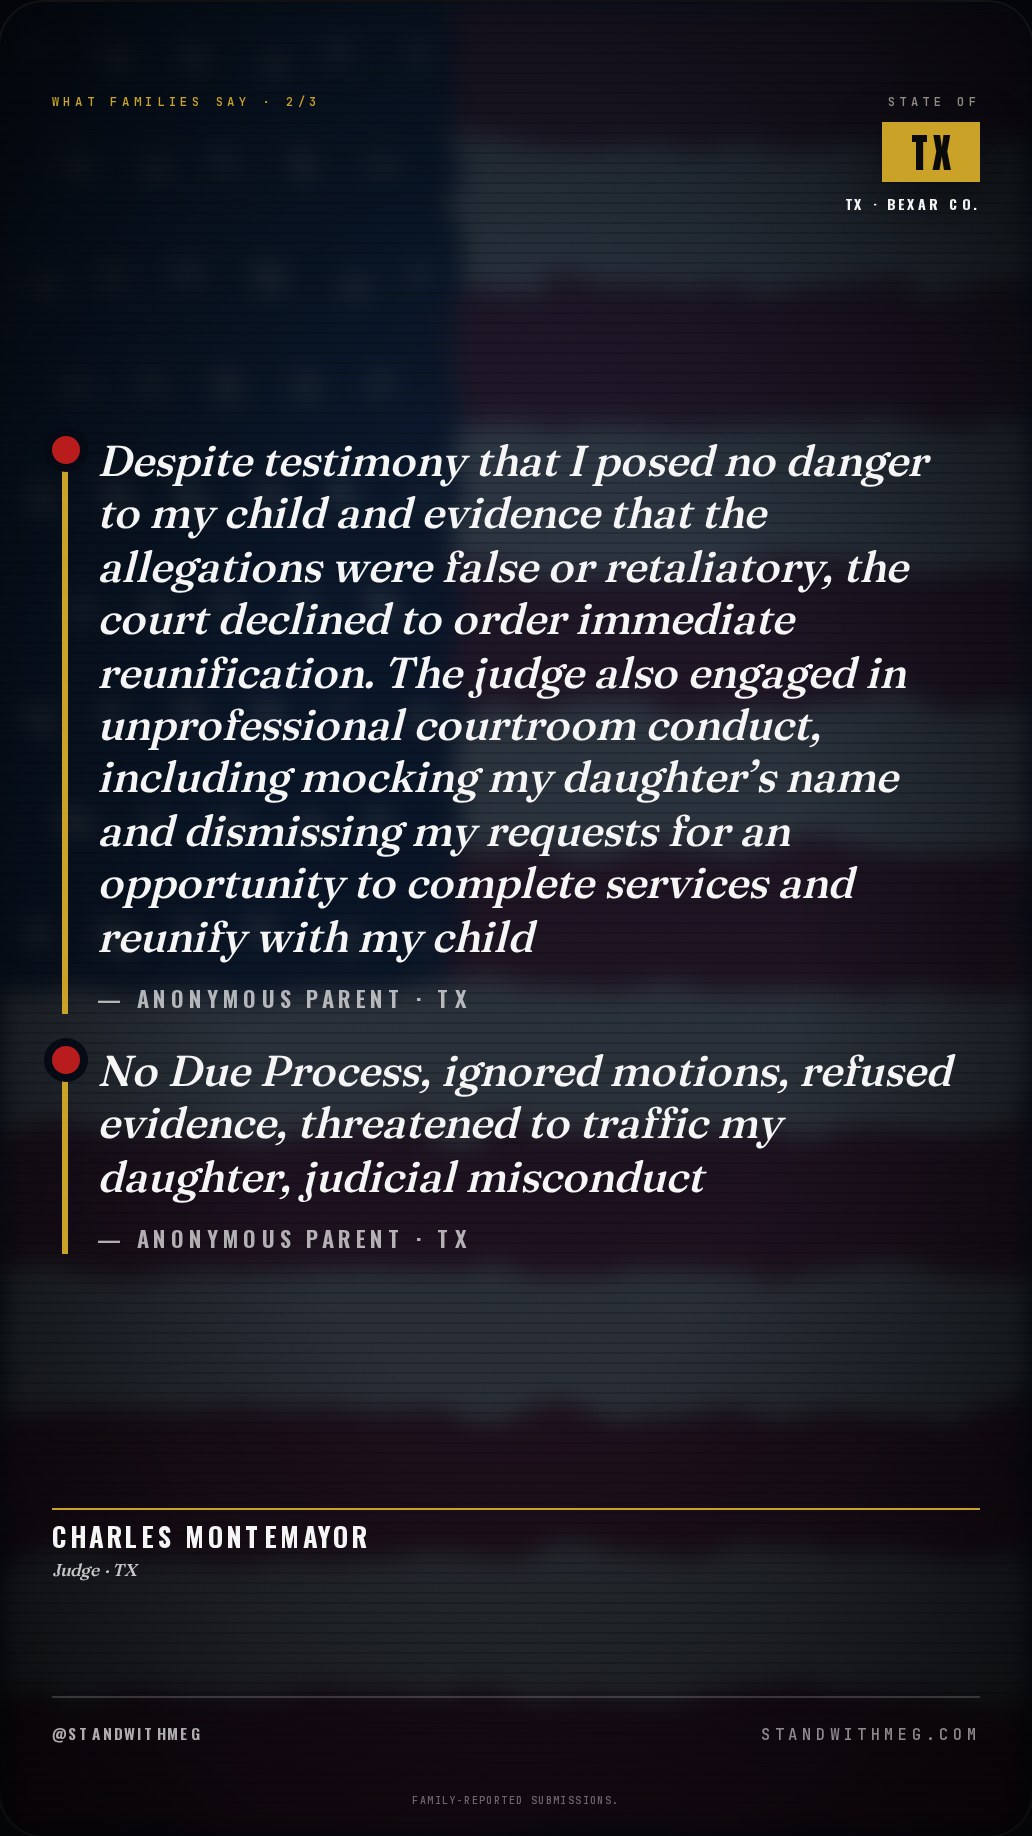 WHAT FAMILIES SAY · 2/3
STATE OF
TX
TX · BEXAR CO.
Despite testimony that I posed no danger
to my child and evidence that the
allegations were false or retaliatory, the
court declined to order immediate
reunification. The judge also engaged in
unprofessional courtroom conduct,
including mocking my daughter’s name
and dismissing my requests for an
opportunity to complete services and
reunify with my child
— ANONYMOUS PARENT · TX
No Due Process, ignored motions, refused
evidence, threatened to traffic my
daughter, judicial misconduct
— ANONYMOUS PARENT · TX
CHARLES MONTEMAYOR
Judge · TX
@STANDWITHMEG
STANDWITHMEG.COM
FAMILY-REPORTED SUBMISSIONS.